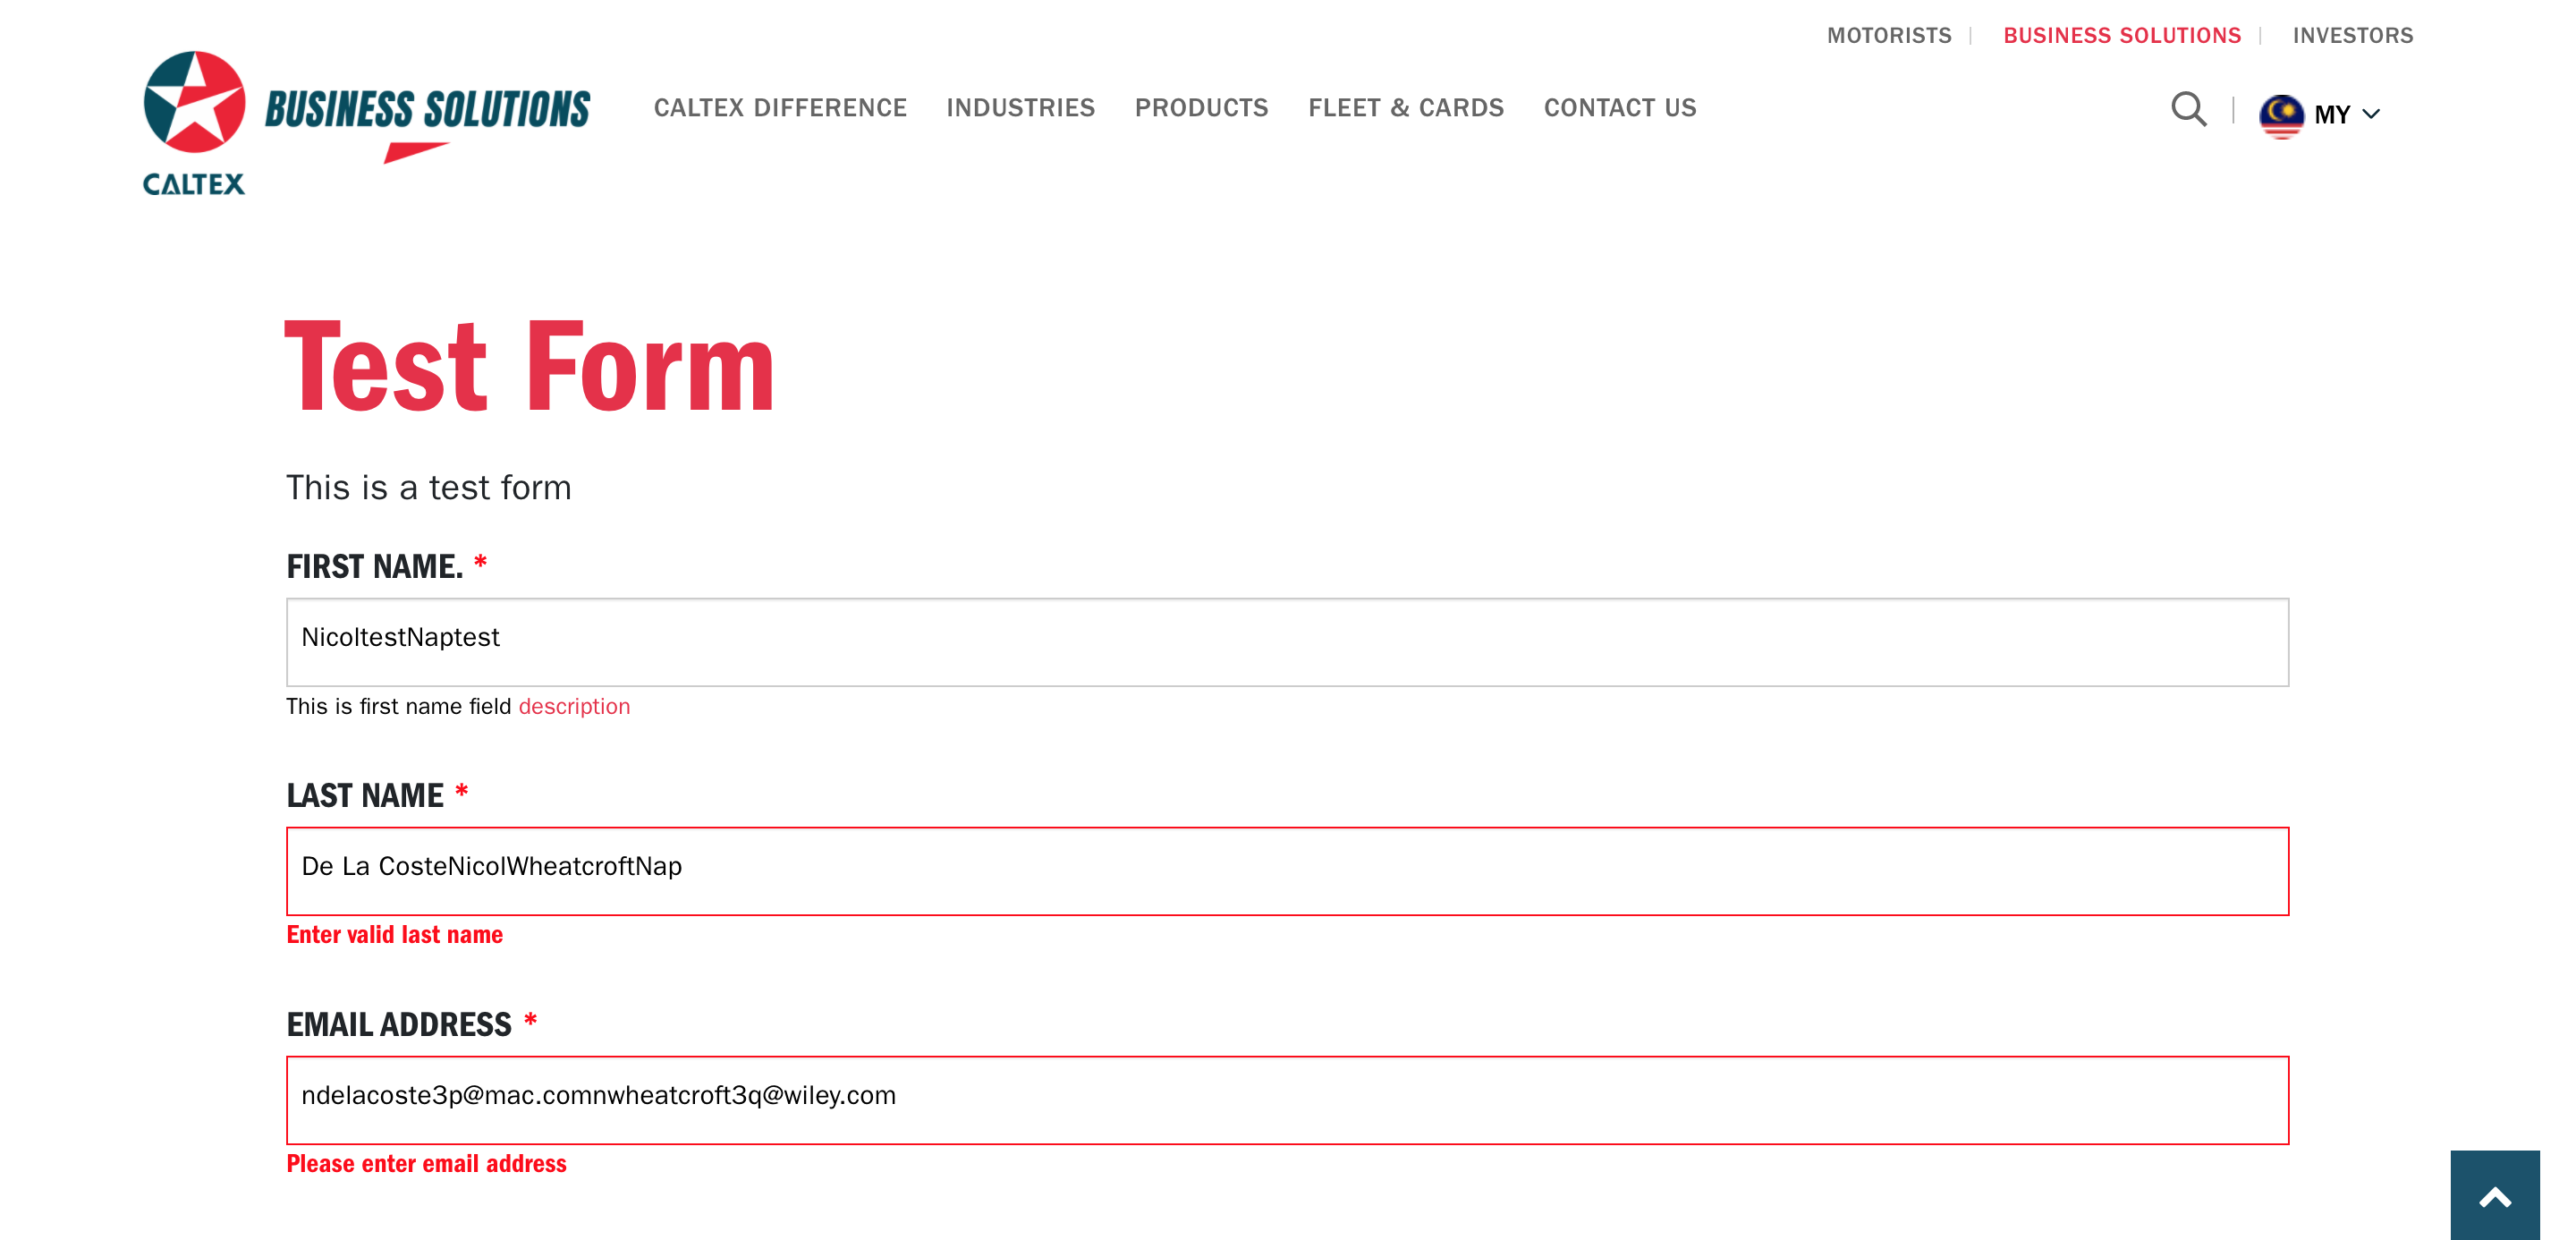 MOTORISTS
BUSINESS SOLUTIONS
INVESTORS
BUSINESS SOLUTIONS
CALTEX
CALTEX DIFFERENCE
INDUSTRIES
PRODUCTS
FLEET & CARDS
CONTACT US
MY
Test Form
This is a test form
FIRST NAME. *
NicoltestNaptest
This is first name field description
LAST NAME *
De La CosteNicolWheatcroftNap
Enter valid last name
EMAIL ADDRESS *
ndelacoste3p@mac.comnwheatcroft3q@wiley.com
Please enter email address